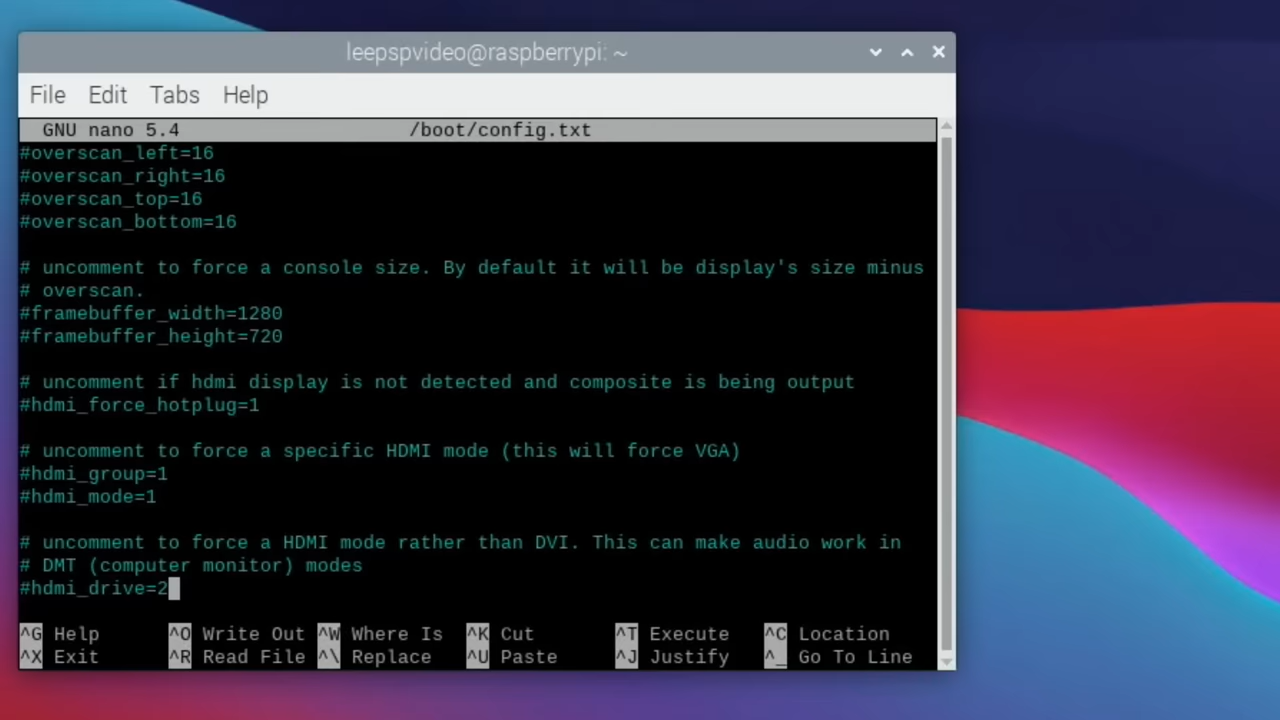 leepspvideo@raspberrypi: ~
File Edit Tabs Help
GNU nano 5.4 /boot/config.txt
#overscan_left=16
#overscan_right=16
#overscan_top=16
#overscan_bottom=16
# uncomment to force a console size. By default it will be display's size minus
# overscan.
#framebuffer_width=1280
#framebuffer_height=720
# uncomment if hdmi display is not detected and composite is being output
#hdmi_force_hotplug=1
# uncomment to force a specific HDMI mode (this will force VGA)
#hdmi_group=1
#hdmi_mode=1
# uncomment to force a HDMI mode rather than DVI. This can make audio work in
# DMT (computer monitor) modes
#hdmi_drive=2
^G Help ^O Write Out ^W Where Is ^K Cut ^T Execute ^C Location
^X Exit ^R Read File ^\ Replace ^U Paste ^J Justify ^_ Go To Line